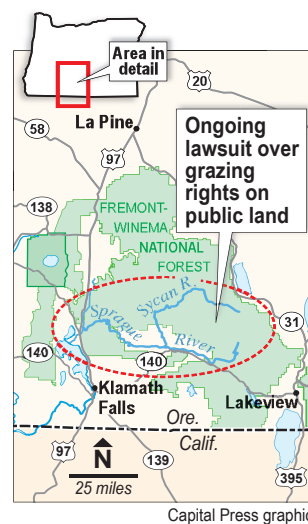 Area in
detail
20
58
La Pine
97
Ongoing
lawsuit over
grazing
rights on
public land
138
FREMONT-
WINEMA
NATIONAL
FOREST
Sycan R.
Sprague
River
31
140
140
Klamath
Falls
Lakeview
Ore.
Calif.
97
N
25 miles
139
395
Capital Press graphic